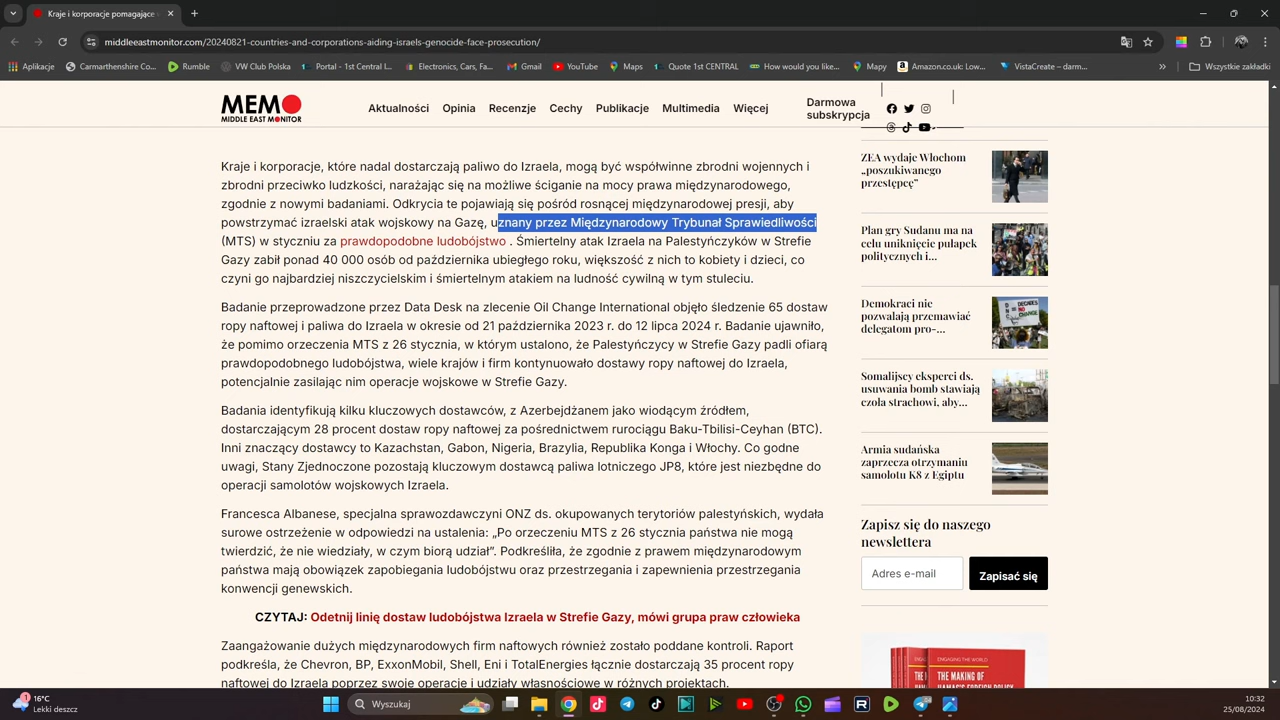 Kraje i korporacje pomagające
middleeastmonitor.com/20240821-countries-and-corporations-aiding-israels-genocide-face-prosecution/
Aplikacje
Carmarthenshire Co...
Rumble
VW Club Polska
Portal - 1st Central I...
Electronics, Cars, Fa...
Gmail
YouTube
Maps
Quote 1st CENTRAL
How would you like...
Mapy
Amazon.co.uk: Low...
VistaCreate – darm...
Wszystkie zakładki
MEMO
MIDDLE EAST MONITOR
Aktualności
Opinia
Recenzje
Cechy
Publikacje
Multimedia
Więcej
Darmowa
subskrypcja
Kraje i korporacje, które nadal dostarczają paliwo do Izraela, mogą być współwinne zbrodni wojennych i
zbrodni przeciwko ludzkości, narażając się na możliwe ściganie na mocy prawa międzynarodowego,
zgodnie z nowymi badaniami. Odkrycia te pojawiają się pośród rosnącej międzynarodowej presji, aby
powstrzymać izraelski atak wojskowy na Gazę, uznany przez Międzynarodowy Trybunał Sprawiedliwości
(MTS) w styczniu za prawdopodobne ludobójstwo . Śmiertelny atak Izraela na Palestyńczyków w Strefie
Gazy zabił ponad 40 000 osób od października ubiegłego roku, większość z nich to kobiety i dzieci, co
czyni go najbardziej niszczycielskim i śmiertelnym atakiem na ludność cywilną w tym stuleciu.
Badanie przeprowadzone przez Data Desk na zlecenie Oil Change International objęło śledzenie 65 dostaw
ropy naftowej i paliwa do Izraela w okresie od 21 października 2023 r. do 12 lipca 2024 r. Badanie ujawniło,
że pomimo orzeczenia MTS z 26 stycznia, w którym ustalono, że Palestyńczycy w Strefie Gazy padli ofiarą
prawdopodobnego ludobójstwa, wiele krajów i firm kontynuowało dostawy ropy naftowej do Izraela,
potencjalnie zasilając nim operacje wojskowe w Strefie Gazy.
Badania identyfikują kilku kluczowych dostawców, z Azerbejdżanem jako wiodącym źródłem,
dostarczającym 28 procent dostaw ropy naftowej za pośrednictwem rurociągu Baku-Tbilisi-Ceyhan (BTC).
Inni znaczący dostawcy to Kazachstan, Gabon, Nigeria, Brazylia, Republika Konga i Włochy. Co godne
uwagi, Stany Zjednoczone pozostają kluczowym dostawcą paliwa lotniczego JP8, które jest niezbędne do
operacji samolotów wojskowych Izraela.
Francesca Albanese, specjalna sprawozdawczyni ONZ ds. okupowanych terytoriów palestyńskich, wydała
surowe ostrzeżenie w odpowiedzi na ustalenia: „Po orzeczeniu MTS z 26 stycznia państwa nie mogą
twierdzić, że nie wiedziały, w czym biorą udział”. Podkreśliła, że zgodnie z prawem międzynarodowym
państwa mają obowiązek zapobiegania ludobójstwu oraz przestrzegania i zapewnienia przestrzegania
konwencji genewskich.
CZYTAJ: Odetnij linię dostaw ludobójstwa Izraela w Strefie Gazy, mówi grupa praw człowieka
Zaangażowanie dużych międzynarodowych firm naftowych również zostało poddane kontroli. Raport
podkreśla, że Chevron, BP, ExxonMobil, Shell, Eni i TotalEnergies łącznie dostarczają 35 procent ropy
naftowej do Izraela poprzez swoje operacje i udziały własnościowe w różnych projektach.
ZEA wydaje Włochom
„poszukiwanego
przestępcę”
Plan gry Sudanu ma na
celu uniknięcie pułapek
politycznych i...
Demokraci nie
pozwalają przemawiać
delegatom pro-...
Somalijscy eksperci ds.
usuwania bomb stawiają
czoła strachowi, aby...
Armia sudańska
zaprzecza otrzymaniu
samolotu K8 z Egiptu
Zapisz się do naszego
newslettera
Adres e-mail
Zapisać się
ENGAGING THE WORLD
THE MAKING OF
HAMAS'S FOREIGN POLICY
1
16°C
Lekki deszcz
Wyszukaj
10:32
25/08/2024